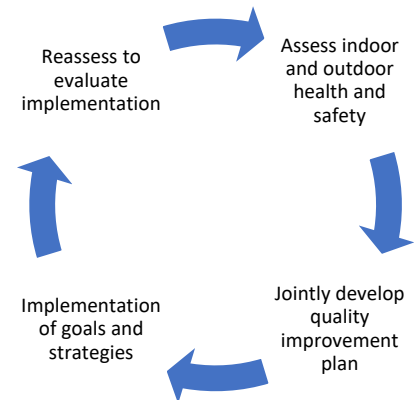 Reassess to
evaluate
implementation
Assess indoor
and outdoor
health and
safety
Jointly develop
quality
improvement
plan
Implementation
of goals and
strategies